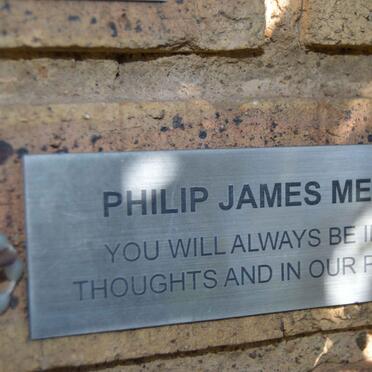 PHILIP JAMES ME
YOU WILL ALWAYS BE
THOUGHTS AND IN OUR